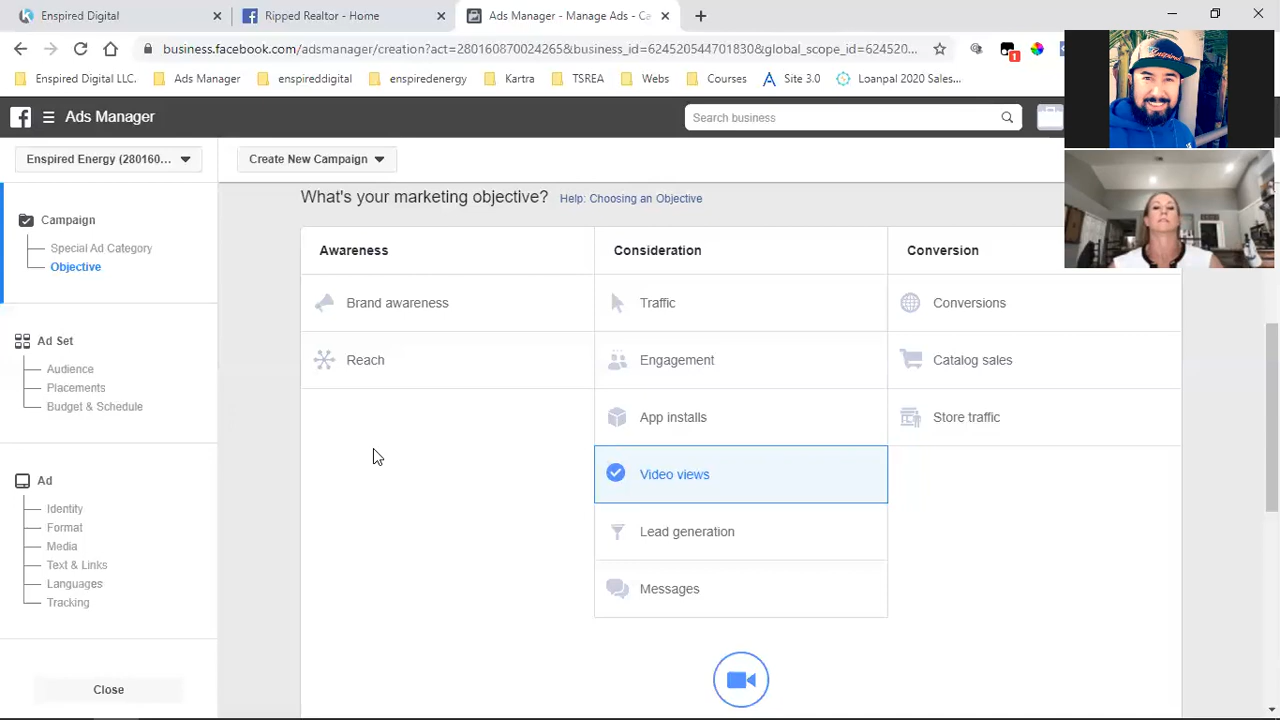 Enspired Digital
Ripped Realtor - Home
Ads Manager - Manage Ads - Ca
business.facebook.com/adsmanager/creation?act=280160870024265&business_id=624520544701830&global_scope_id=624520...
1
Enspired Digital LLC.
Ads Manager
enspireddigital
enspiredenergy
Kartra
TSREA
Webs
Courses
Site 3.0
Lonpal 2020 Sales...
Ads Manager
Search business
Enspired Energy (280160...
Create New Campaign
What's your marketing objective?
Help: Choosing an Objective
Campaign
Special Ad Category
Objective
Ad Set
Audience
Placements
Budget & Schedule
Ad
Identity
Format
Media
Text & Links
Languages
Tracking
Close
Awareness
Brand awareness
Reach
Consideration
Traffic
Engagement
App installs
Video views
Lead generation
Messages
Conversion
Conversions
Catalog sales
Store traffic